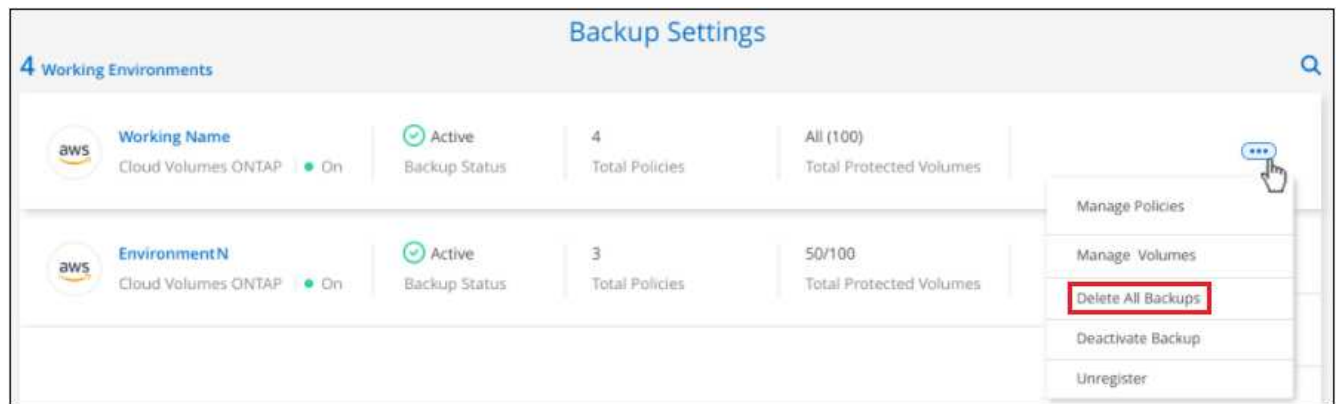 Backup Settings
4 Working Environments
aws
Working Name
Cloud Volumes ONTAP
On
Active
Backup Status
4
Total Policies
All (100)
Total Protected Volumes
Manage Policies
Manage Volumes
Delete All Backups
Deactivate Backup
Unregister
aws
EnvironmentN
Cloud Volumes ONTAP
On
Active
Backup Status
3
Total Policies
50/100
Total Protected Volumes